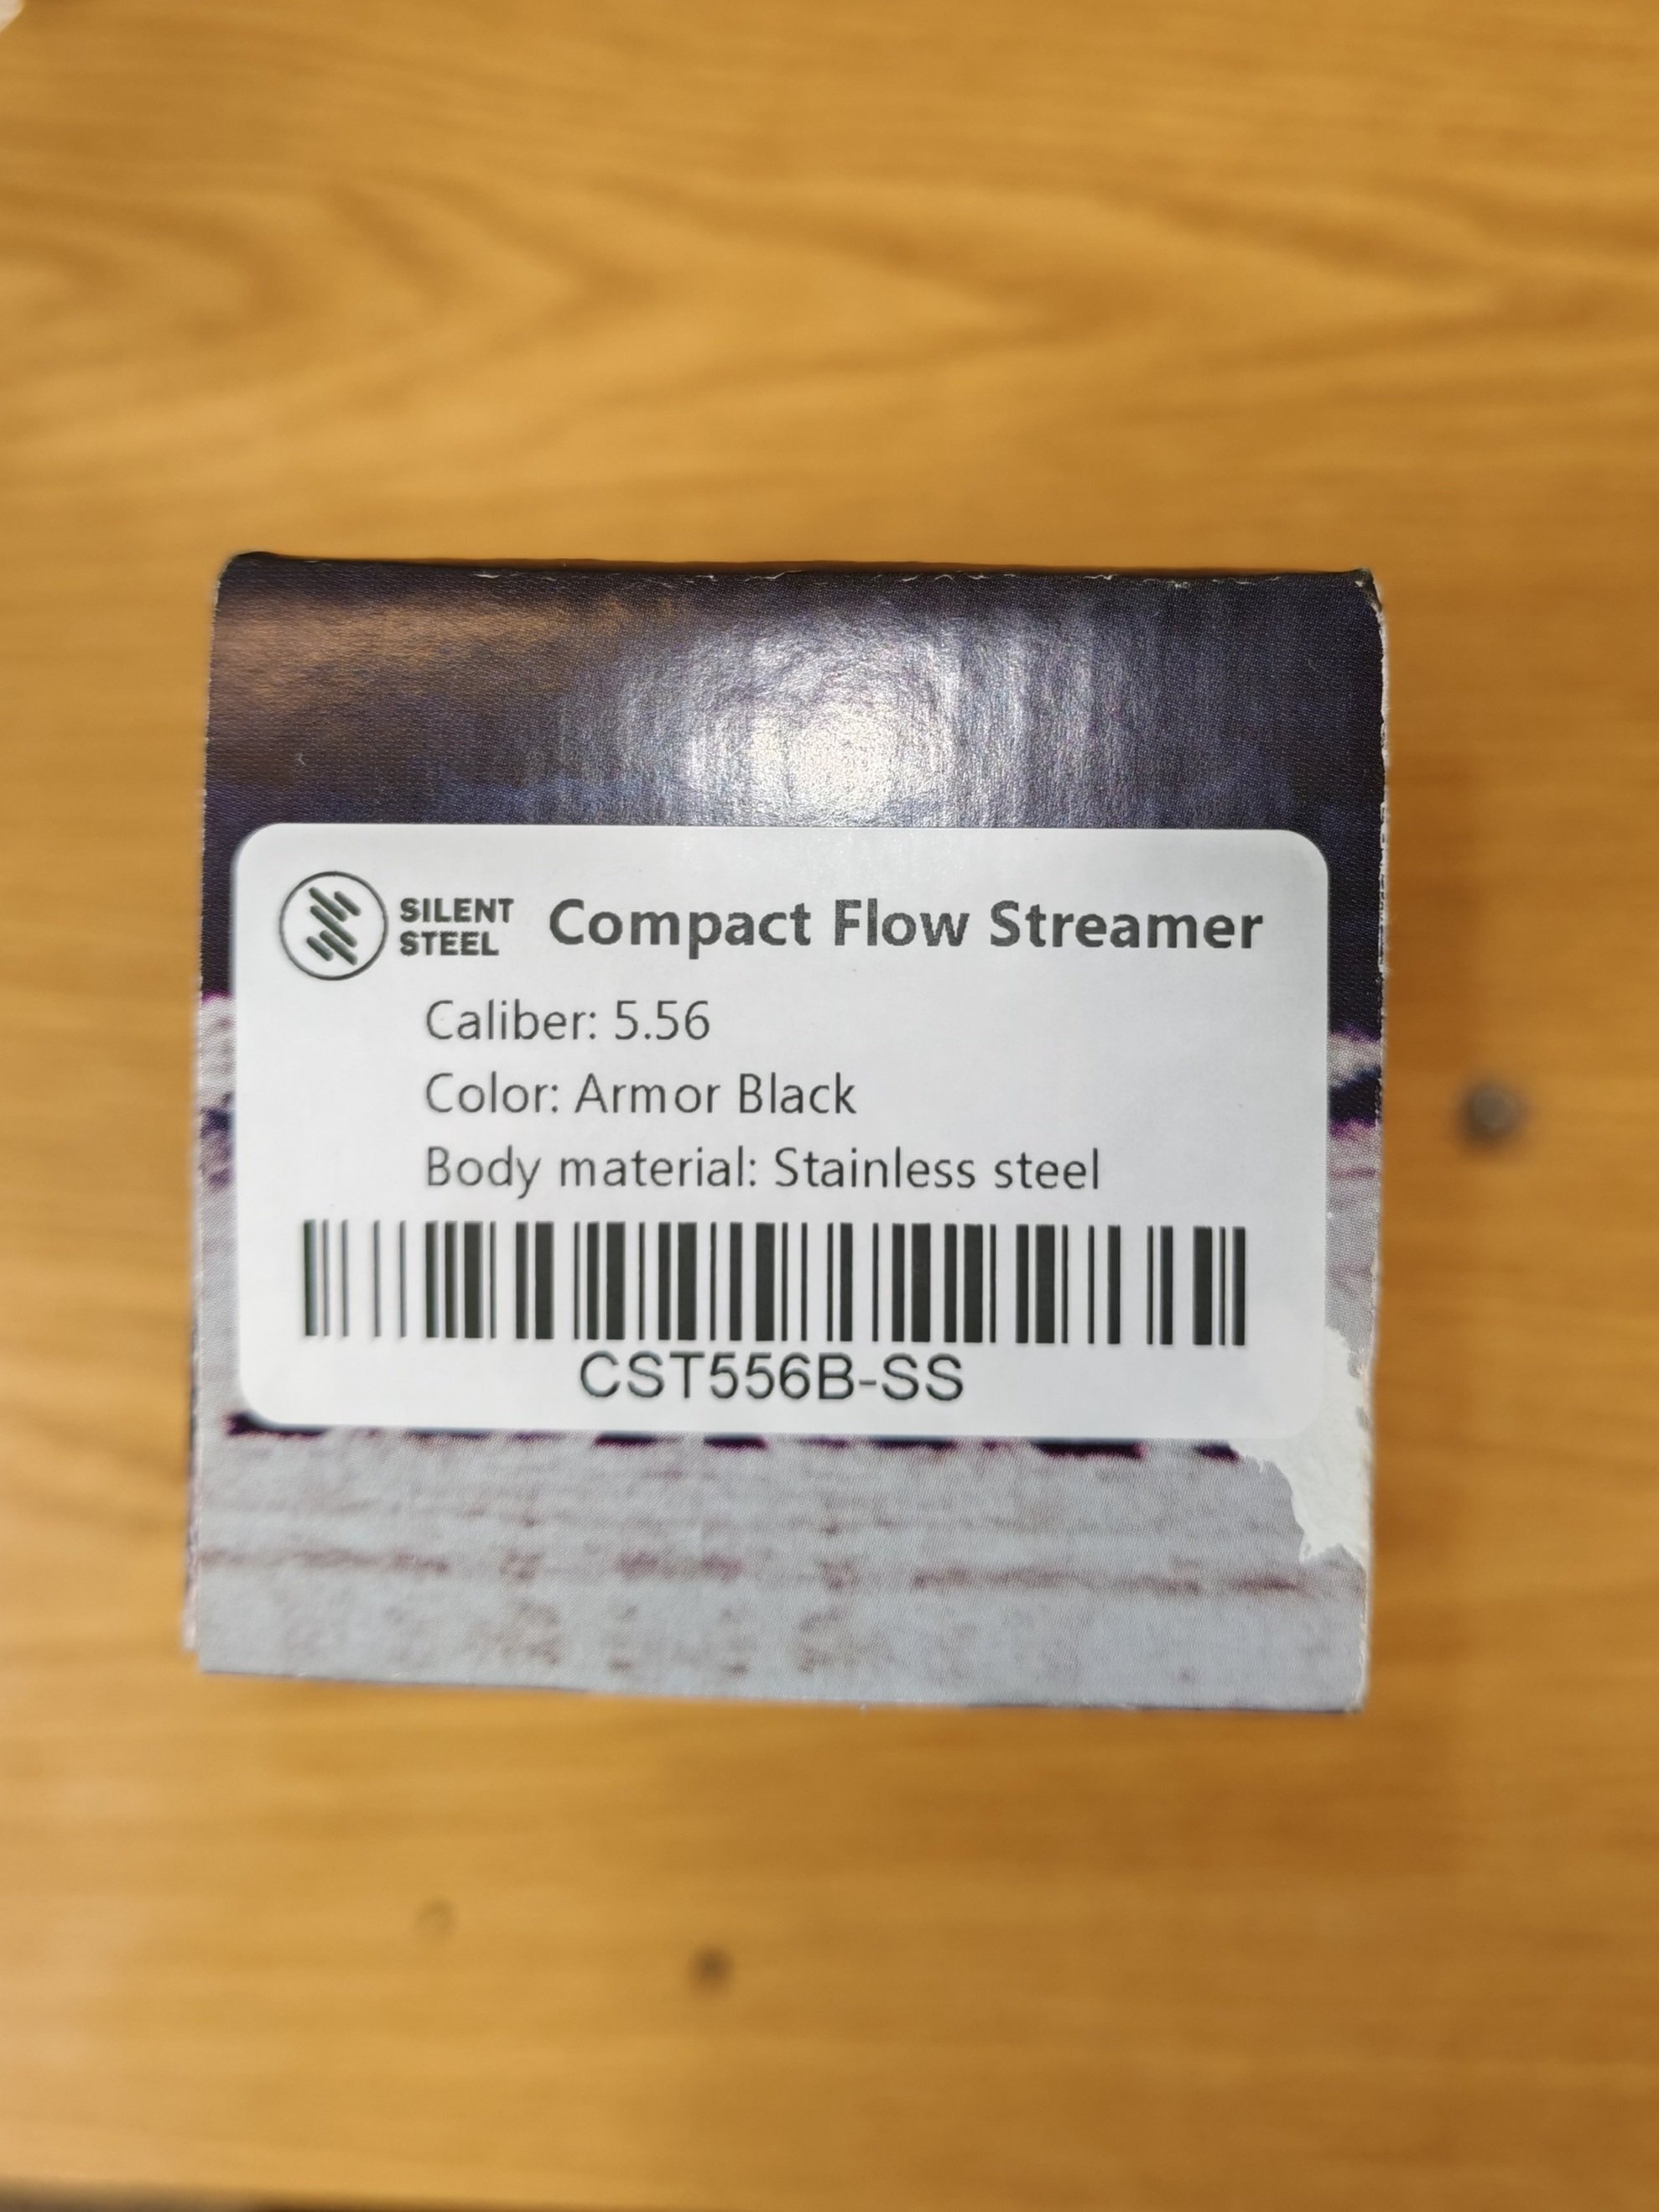 SILENT STEEL
Compact Flow Streamer
Caliber: 5.56
Color: Armor Black
Body material: Stainless steel
CST556B-SS